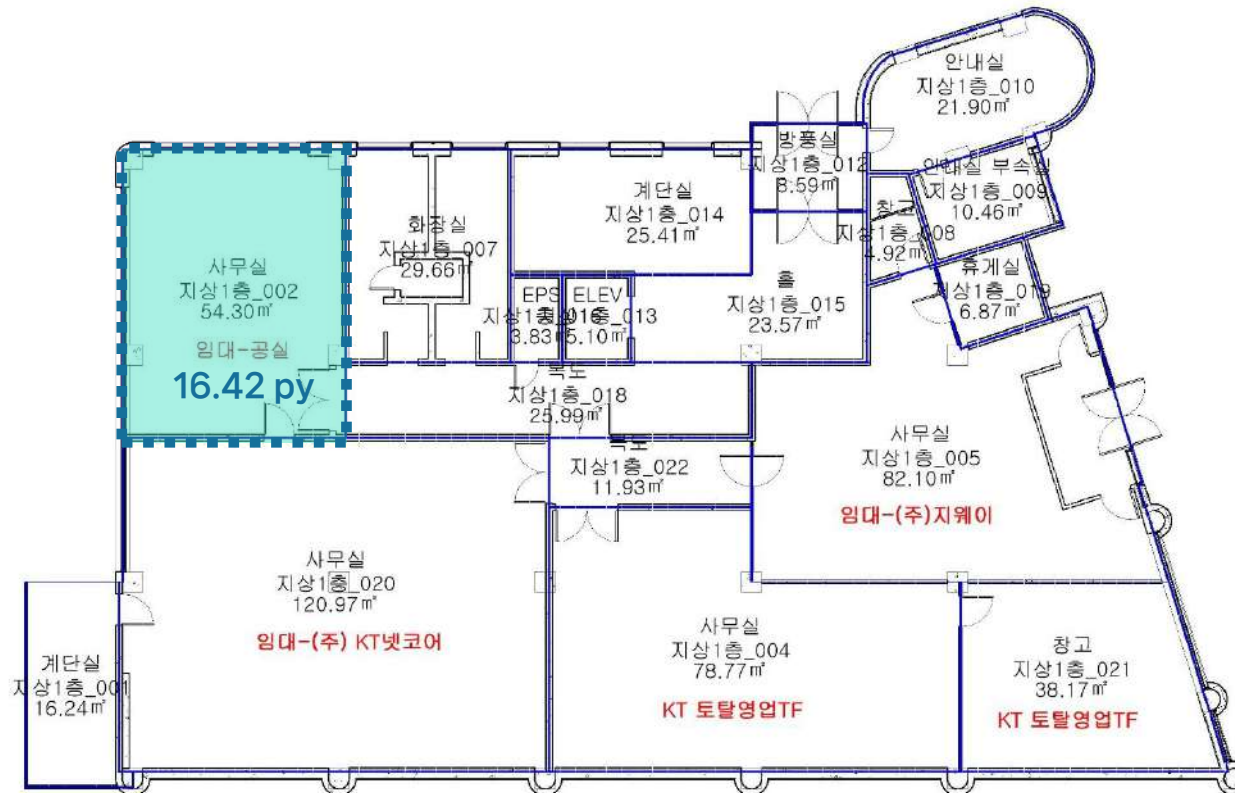 안내실
지상1층_010
21.90㎡
방풍실
지상1층_012
8.59㎡
안내실 부속실
지상1층_009
10.46㎡
계단실
지상1층_014
25.41㎡
창고
지상1층_008
4.92㎡
화장실
지상1층_007
29.66㎡
휴게실
지상1층_019
6.87㎡
홀
지상1층_015
23.57㎡
사무실
지상1층_002
54.30㎡
임대-공실
16.42 py
EPS
지상1층_016
3.83㎡
ELEV
지상1층_013
5.10㎡
복도
지상1층_018
25.99㎡
복도
지상1층_022
11.93㎡
사무실
지상1층_005
82.10㎡
임대-(주)지웨이
사무실
지상1층_020
120.97㎡
임대-(주) KT넷코어
사무실
지상1층_004
78.77㎡
KT 토탈영업TF
창고
지상1층_021
38.17㎡
KT 토탈영업TF
계단실
지상1층_001
16.24㎡